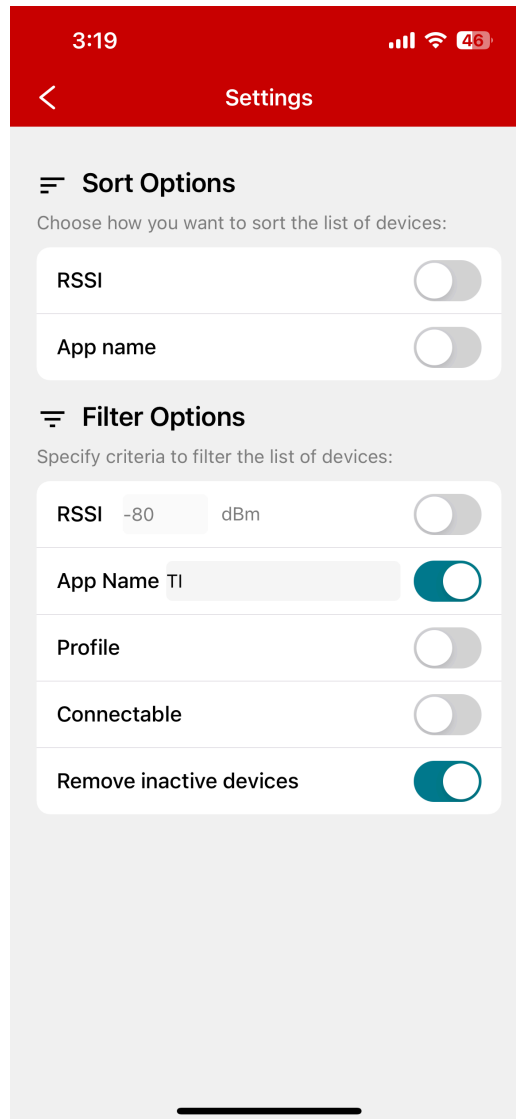 3:19
46
Settings
Sort Options
Choose how you want to sort the list of devices:
RSSI
App name
Filter Options
Specify criteria to filter the list of devices:
RSSI -80 dBm
App Name TI
Profile
Connectable
Remove inactive devices